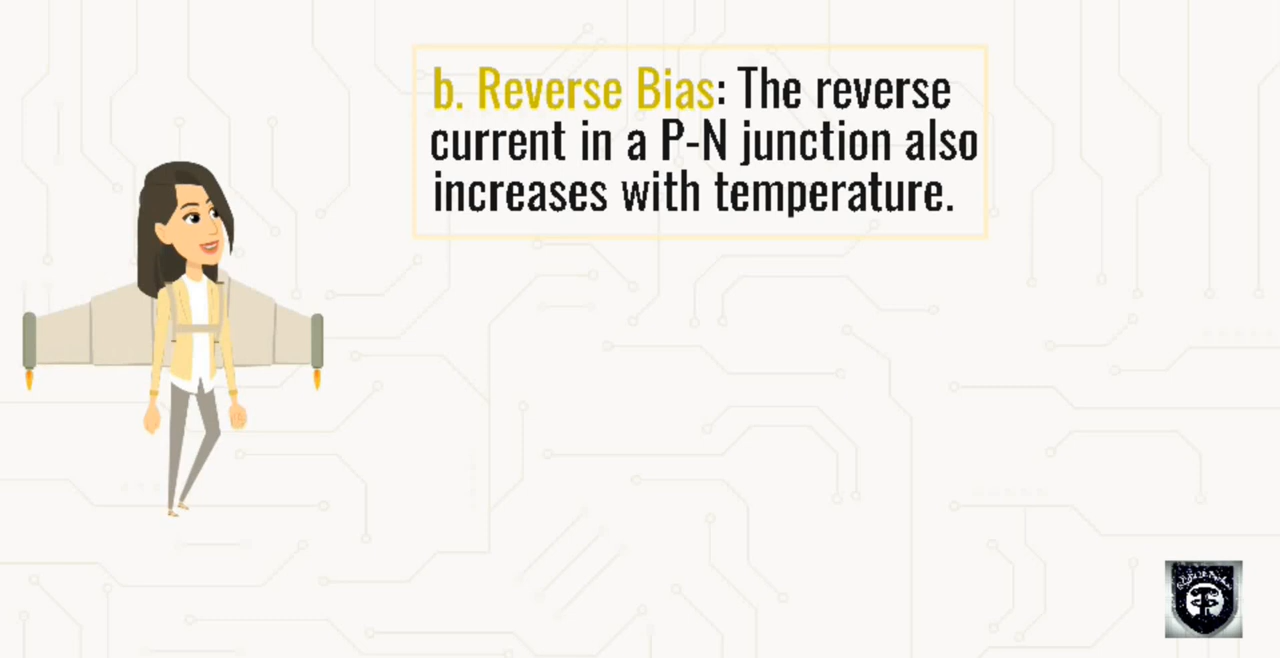 b. Reverse Bias: The reverse
current in a P-N junction also
increases with temperature.